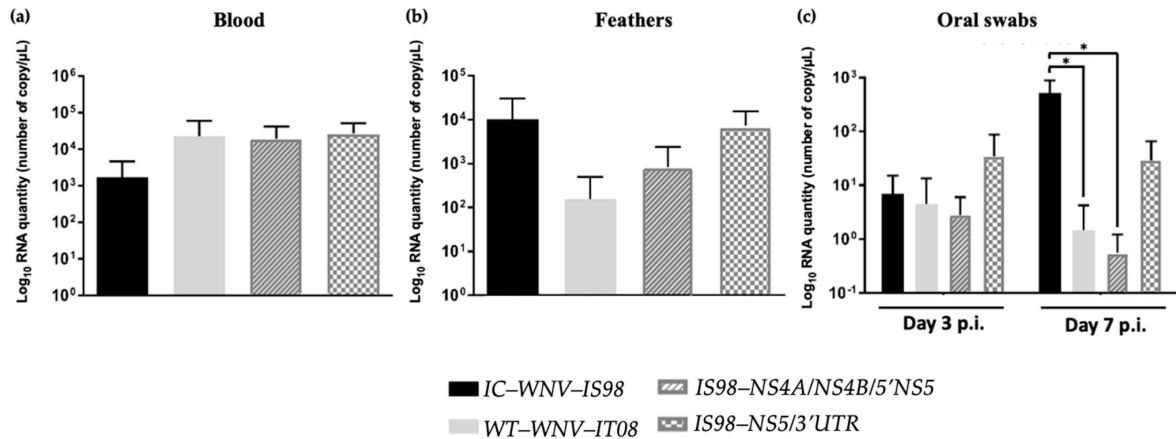 (a)
Blood
Log10 RNA quantity (number of copy/µL)
10^6
10^5
10^4
10^3
10^2
10^1
10^0
(b)
Feathers
Log10 RNA quantity (number of copy/µL)
10^5
10^4
10^3
10^2
10^1
10^0
(c)
Oral swabs
Log10 RNA quantity (number of copy/µL)
10^3
10^2
10^1
10^0
10^-1
*
*
Day 3 p.i.
Day 7 p.i.
IC–WNV–IS98
IS98–NS4A/NS4B/5'NS5
WT–WNV–IT08
IS98–NS5/3'UTR